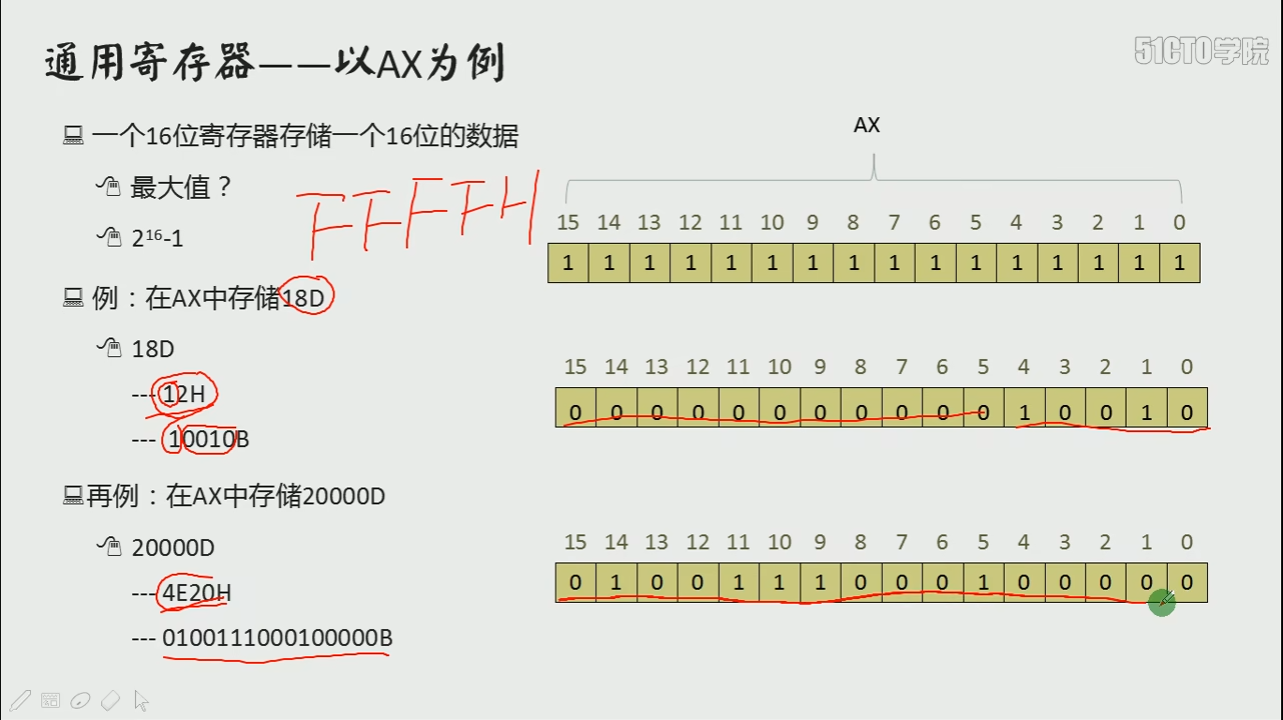 通用寄存器——以AX为例
51CTO学院
一个16位寄存器存储一个16位的数据
最大值？
2¹⁶-1
FFFFH
例：在AX中存储18D
18D
--- 12H
--- 10010B
再例：在AX中存储20000D
20000D
--- 4E20H
--- 0100111000100000B
AX
15 14 13 12 11 10 9 8 7 6 5 4 3 2 1 0
1 1 1 1 1 1 1 1 1 1 1 1 1 1 1 1
15 14 13 12 11 10 9 8 7 6 5 4 3 2 1 0
0 0 0 0 0 0 0 0 0 0 0 1 0 0 1 0
15 14 13 12 11 10 9 8 7 6 5 4 3 2 1 0
0 1 0 0 1 1 1 0 0 0 1 0 0 0 0 0